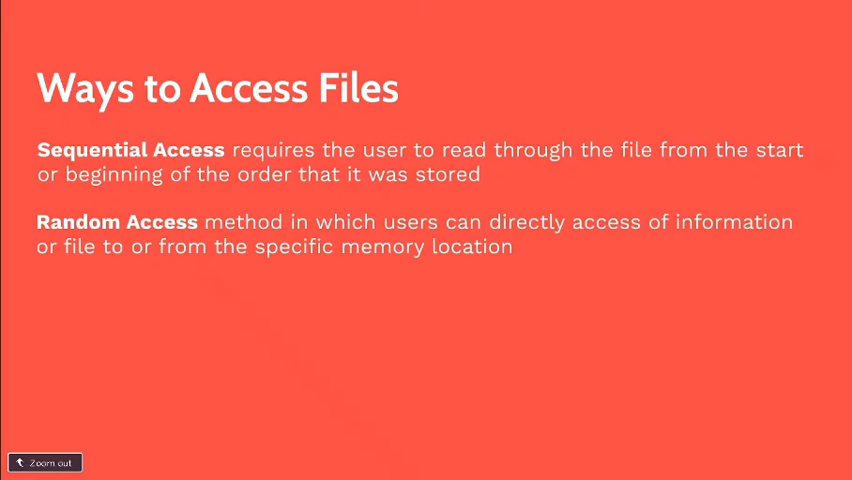 Ways to Access Files
Sequential Access requires the user to read through the file from the start
or beginning of the order that it was stored
Random Access method in which users can directly access of information
or file to or from the specific memory location
Zoom out